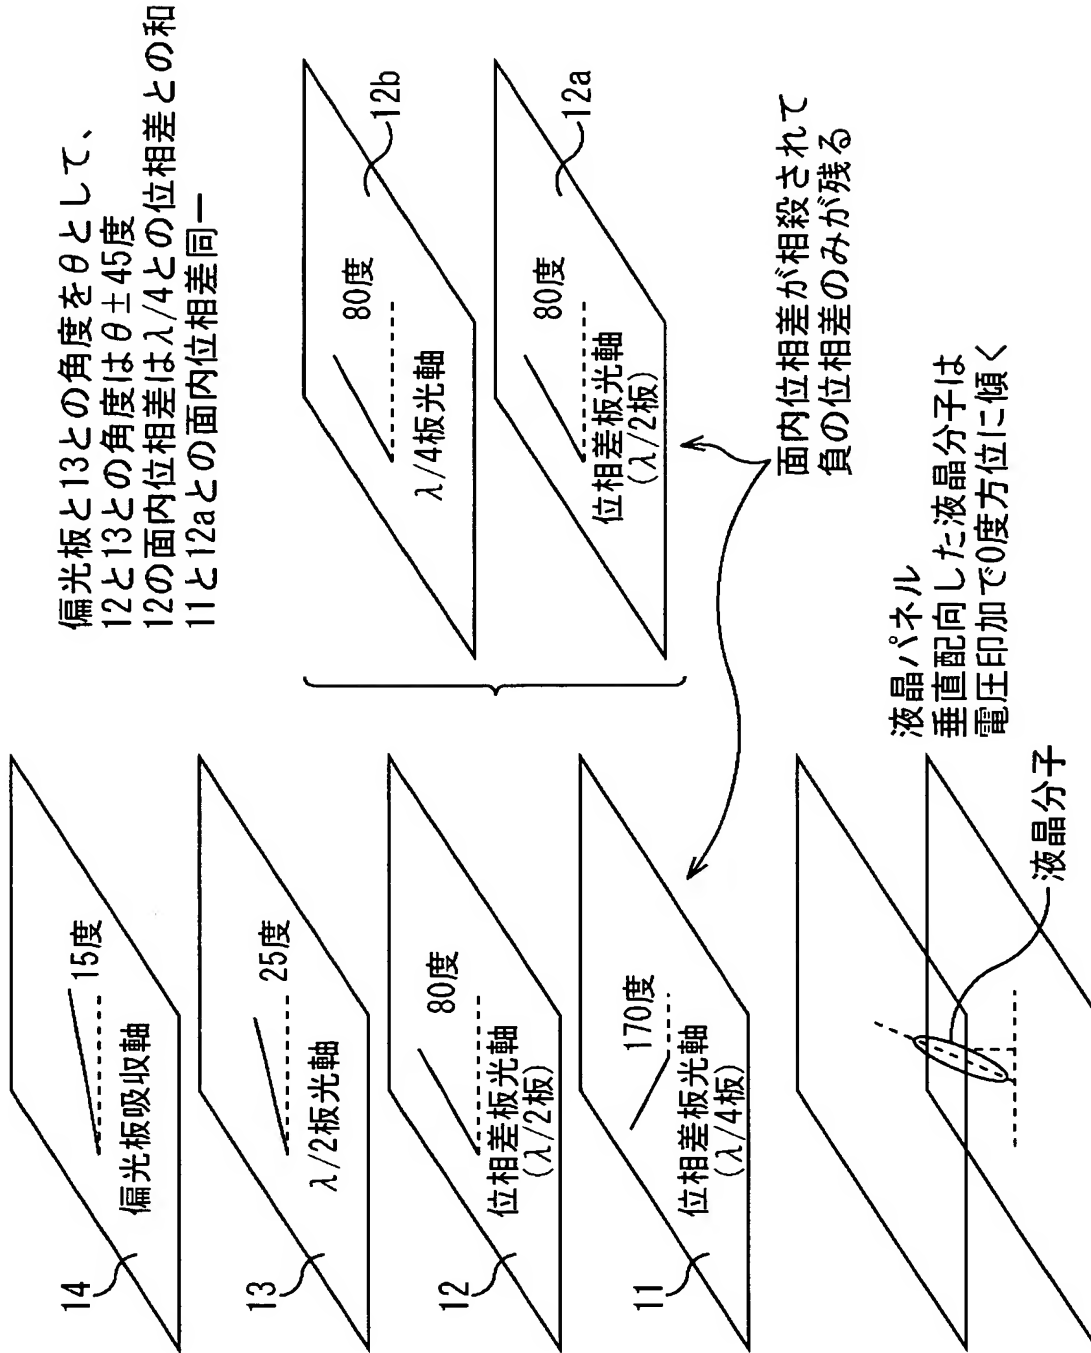 偏光板と13との角度をθとして、
12と13との角度はθ±45度
12の面内位相差はλ/4との位相差との和
11と12aとの面内位相差同一
14
15度
偏光板吸収軸
13
25度
λ/2板光軸
12
80度
位相差板光軸
(λ/2板)
11
170度
位相差板光軸
(λ/4板)
12b
80度
λ/4板光軸
12a
80度
位相差板光軸
(λ/2板)
面内位相差が相殺されて
負の位相差のみが残る
液晶パネル
垂直配向した液晶分子は
電圧印加で0度方位に傾く
液晶分子